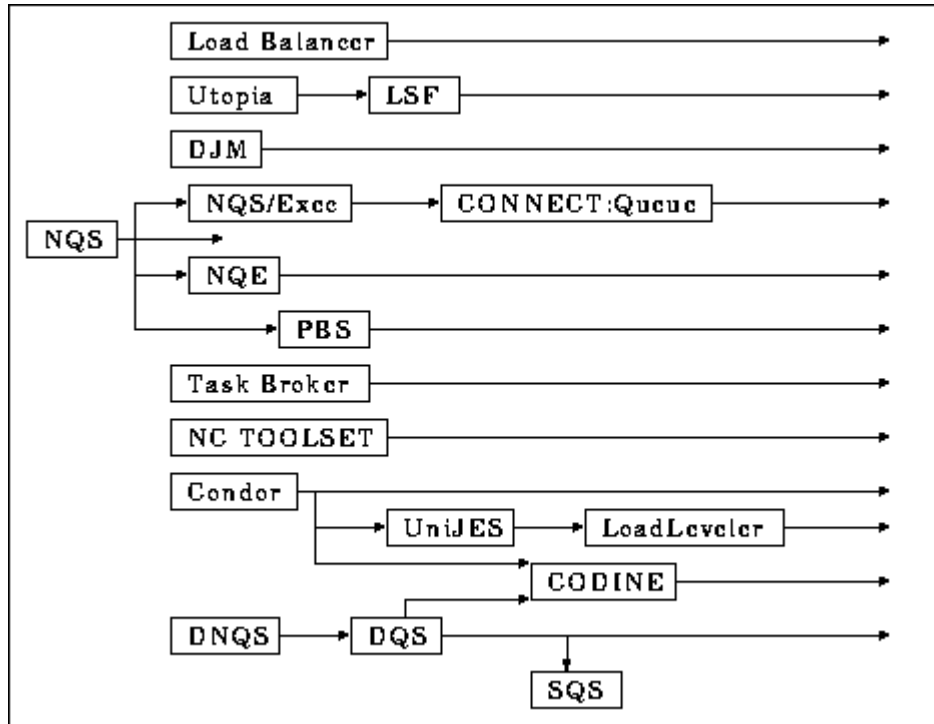 Load Balancer
Utopia
LSF
DJM
NQS/Exec
CONNECT:Queue
NQS
NQE
PBS
Task Broker
NC TOOLSET
Condor
UniJES
LoadLeveler
CODINE
DNQS
DQS
SQS